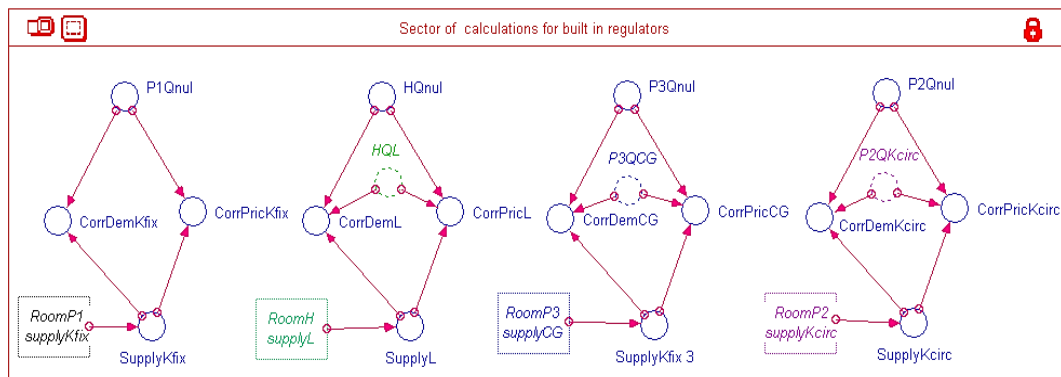 Sector of calculations for built in regulators
P1Qnul
HQnul
P3Qnul
P2Qnul
HQL
P3QCG
P2QKcirc
CorrDemKfix
CorrPricKfix
CorrDemL
CorrPricL
CorrDemCG
CorrPricCG
CorrDemKcirc
CorrPricKcirc
RoomP1
supplyKfix
SupplyKfix
RoomH
supplyL
SupplyL
RoomP3
supplyCG
SupplyKfix 3
RoomP2
supplyKcirc
SupplyKcirc